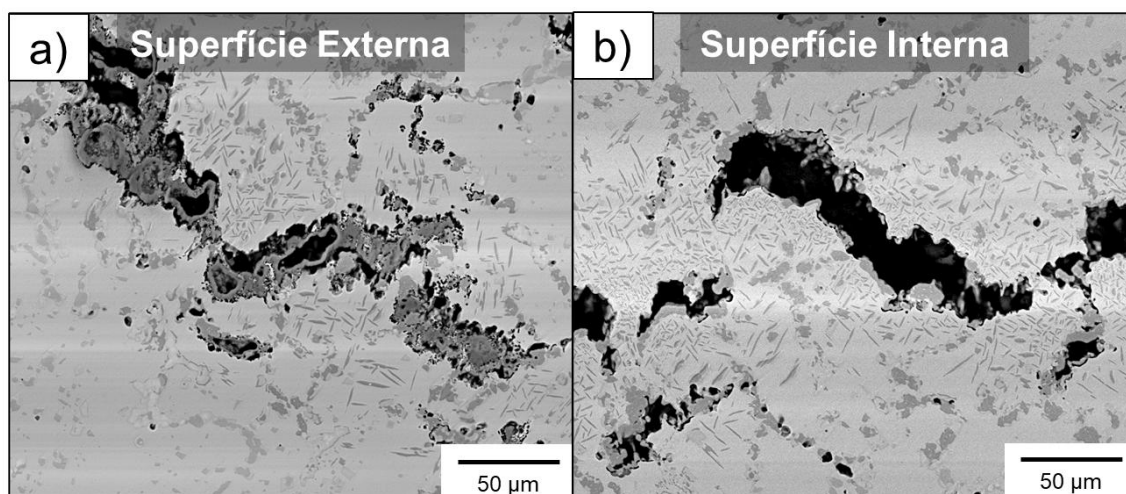 a)
Superfície Externa
50 µm
b)
Superfície Interna
50 µm